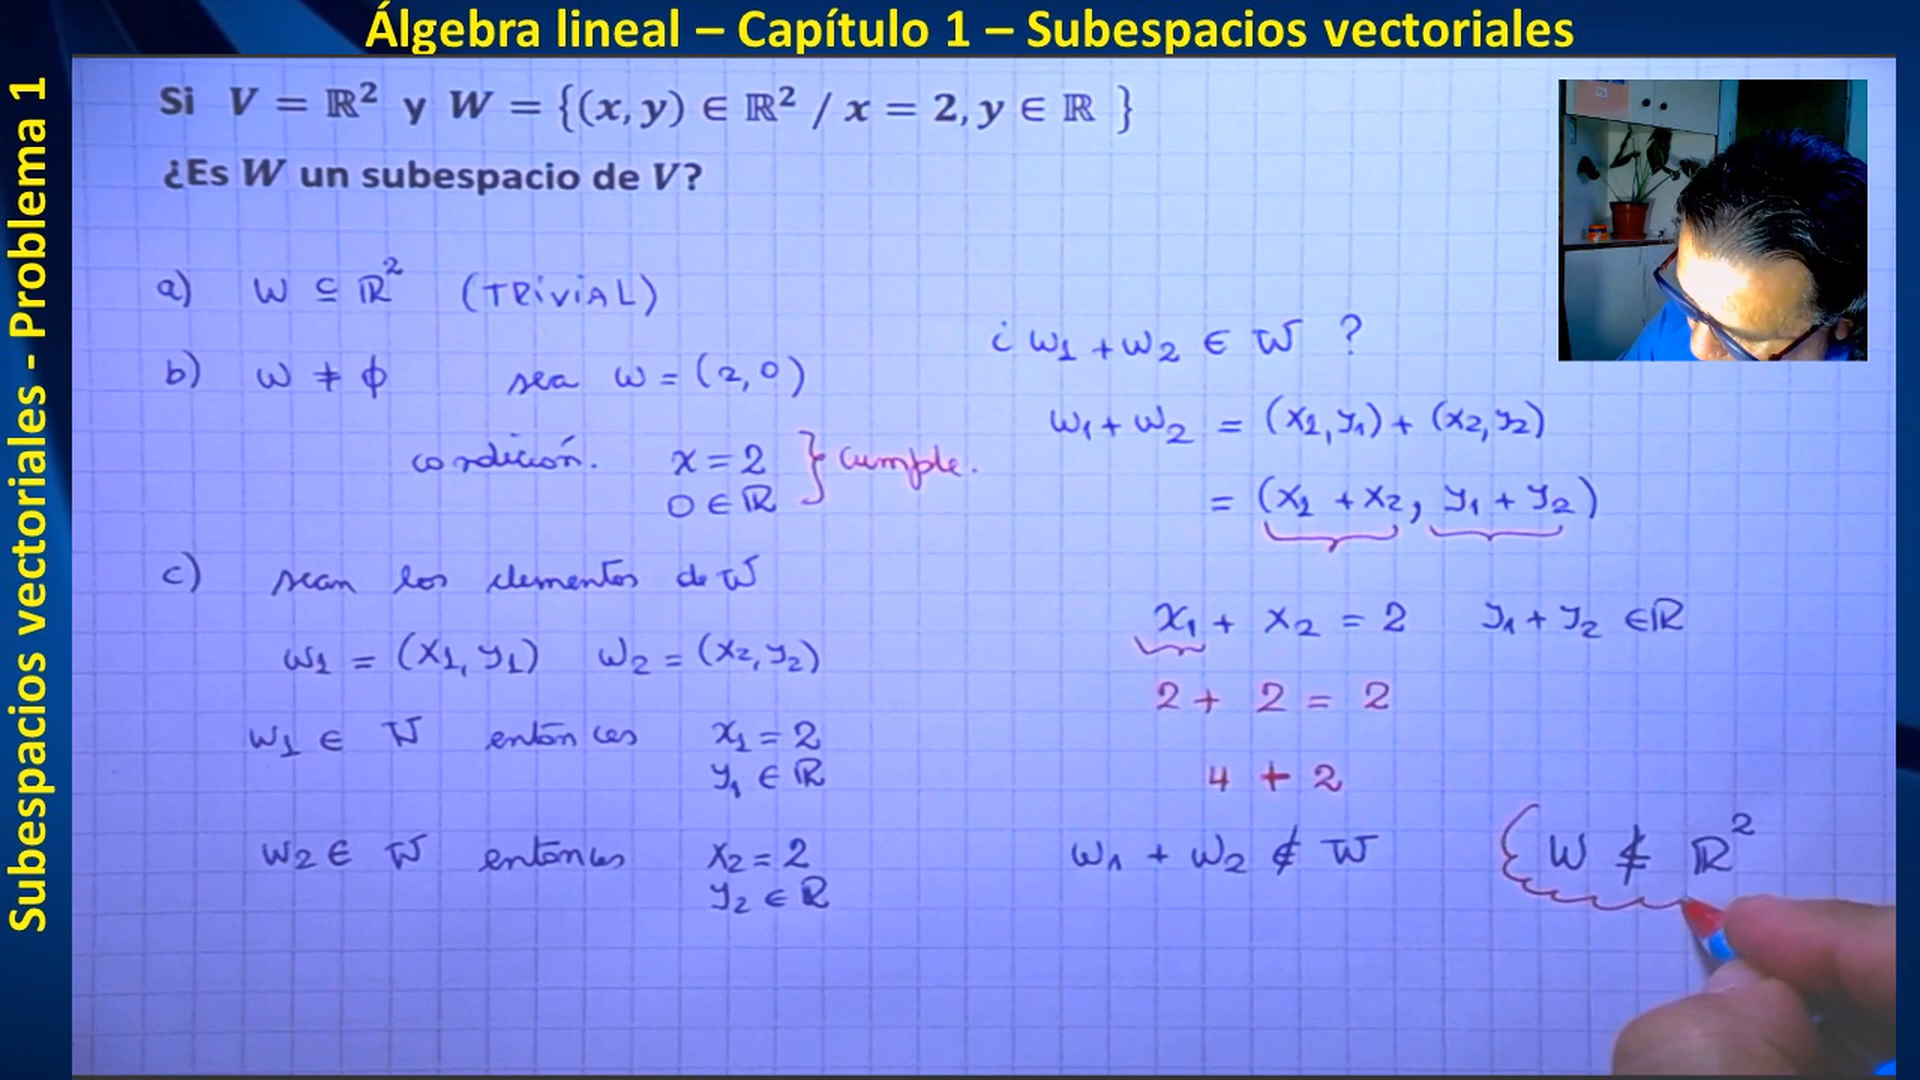 Álgebra lineal – Capítulo 1 – Subespacios vectoriales
Subespacios vectoriales - Problema 1
Si V = ℝ² y W = {(x, y) ∈ ℝ² / x = 2, y ∈ ℝ }
¿Es W un subespacio de V?
a) W ⊆ ℝ² (TRIVIAL)
b) W ≠ ϕ sea w = (2,0)
condición. x = 2 } cumple.
0 ∈ ℝ
c) sean los elementos de W
w₁ = (x₁, y₁) w₂ = (x₂, y₂)
w₁ ∈ W entónces x₁ = 2
y₁ ∈ ℝ
w₂ ∈ W entónces x₂ = 2
y₂ ∈ ℝ
¿ w₁ + w₂ ∈ W ?
w₁ + w₂ = (x₁, y₁) + (x₂, y₂)
= (x₁ + x₂, y₁ + y₂)
x₁ + x₂ = 2 y₁ + y₂ ∈ ℝ
2 + 2 = 2
4 ≠ 2
w₁ + w₂ ∉ W
W ≰ ℝ²